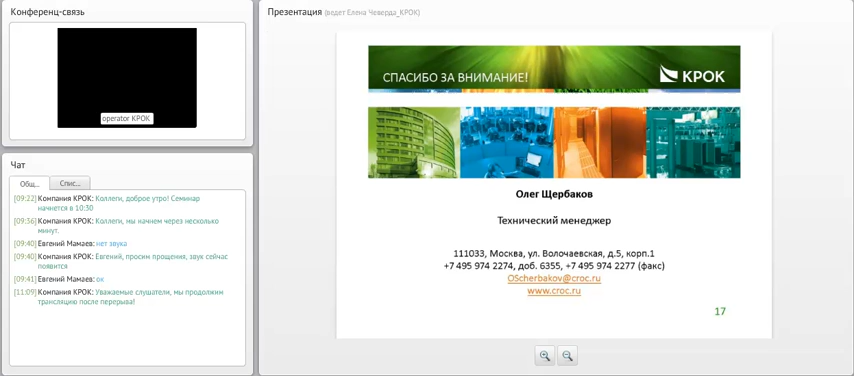 Конференц-связь
operator КРОК
Чат
Общ...
Спис...
[09:22] Компания КРОК: Коллеги, доброе утро! Семинар
начнется в 10:30
[09:36] Компания КРОК: Коллеги, мы начнем через несколько
минут.
[09:40] Евгений Мамаев: нет звука
[09:40] Компания КРОК: Евгений, просим прощения, звук сейчас
появится
[09:41] Евгений Мамаев: ок
[11:09] Компания КРОК: Уважаемые слушатели, мы продолжим
трансляцию после перерыва!
Презентация (ведет Елена Чеверда_КРОК)
СПАСИБО ЗА ВНИМАНИЕ!
КРОК
Олег Щербаков
Технический менеджер
111033, Москва, ул. Волочаевская, д.5, корп.1
+7 495 974 2274, доб. 6355, +7 495 974 2277 (факс)
OScherbakov@croc.ru
www.croc.ru
17